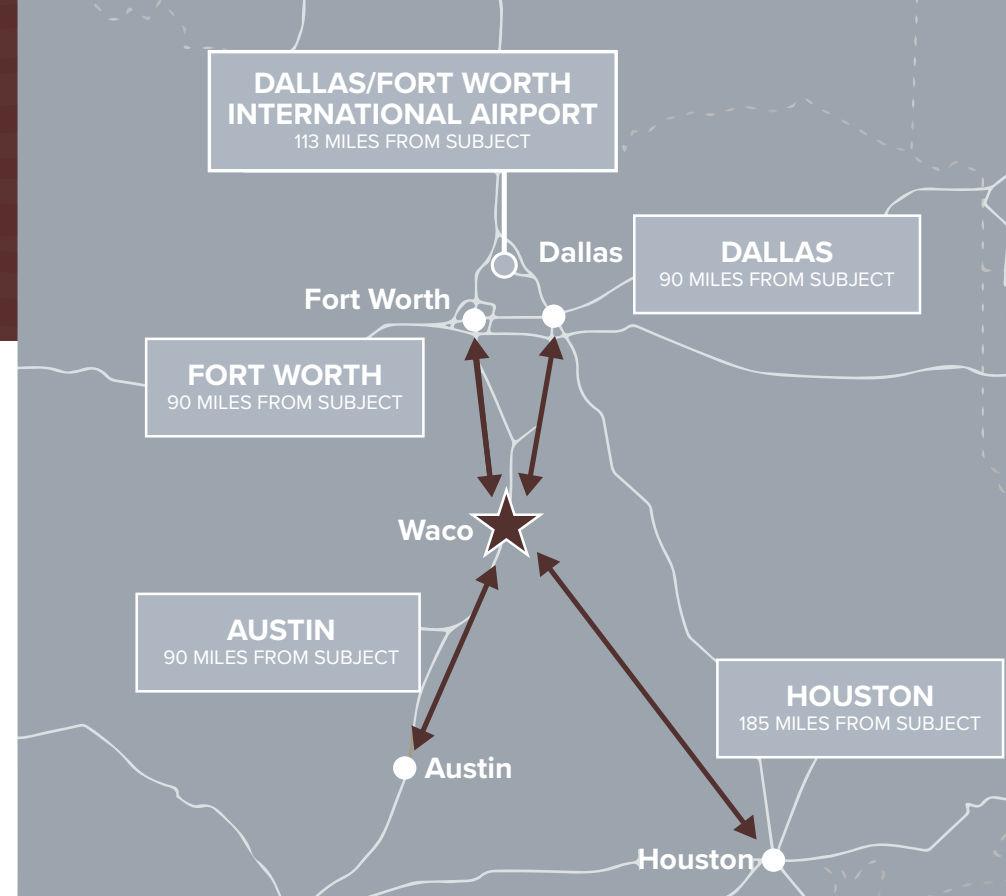 DALLAS/FORT WORTH
INTERNATIONAL AIRPORT
113 MILES FROM SUBJECT
Dallas
DALLAS
90 MILES FROM SUBJECT
Fort Worth
FORT WORTH
90 MILES FROM SUBJECT
Waco
AUSTIN
90 MILES FROM SUBJECT
HOUSTON
185 MILES FROM SUBJECT
Austin
Houston